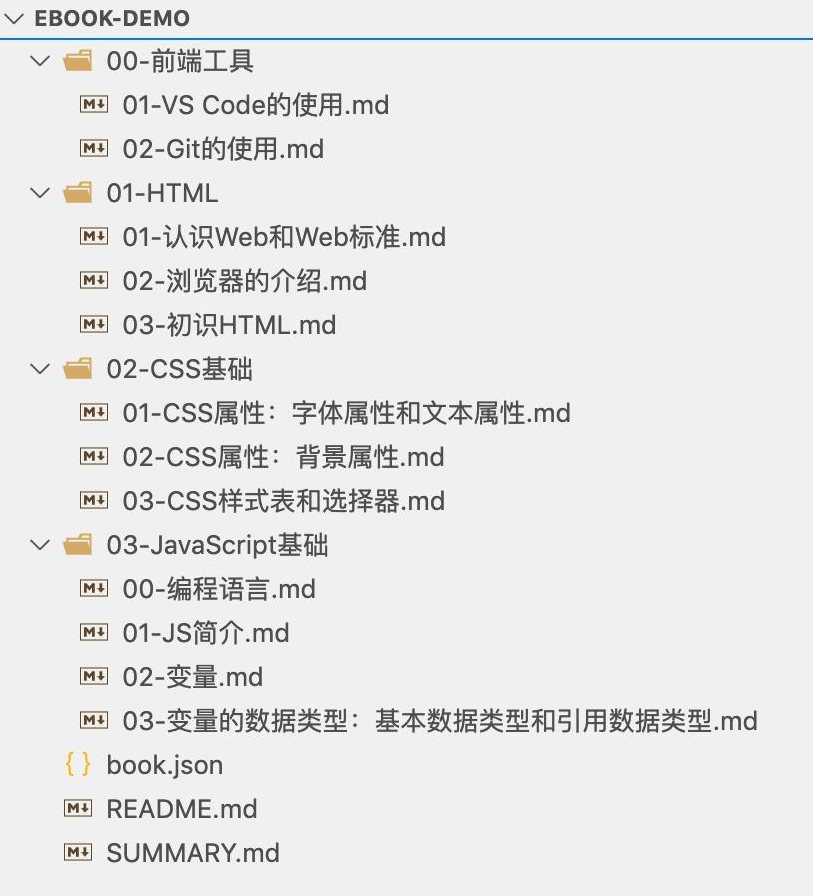 EBOOK-DEMO
00-前端工具
M↓ 01-VS Code的使用.md
M↓ 02-Git的使用.md
01-HTML
M↓ 01-认识Web和Web标准.md
M↓ 02-浏览器的介绍.md
M↓ 03-初识HTML.md
02-CSS基础
M↓ 01-CSS属性：字体属性和文本属性.md
M↓ 02-CSS属性：背景属性.md
M↓ 03-CSS样式表和选择器.md
03-JavaScript基础
M↓ 00-编程语言.md
M↓ 01-JS简介.md
M↓ 02-变量.md
M↓ 03-变量的数据类型：基本数据类型和引用数据类型.md
{ } book.json
M↓ README.md
M↓ SUMMARY.md